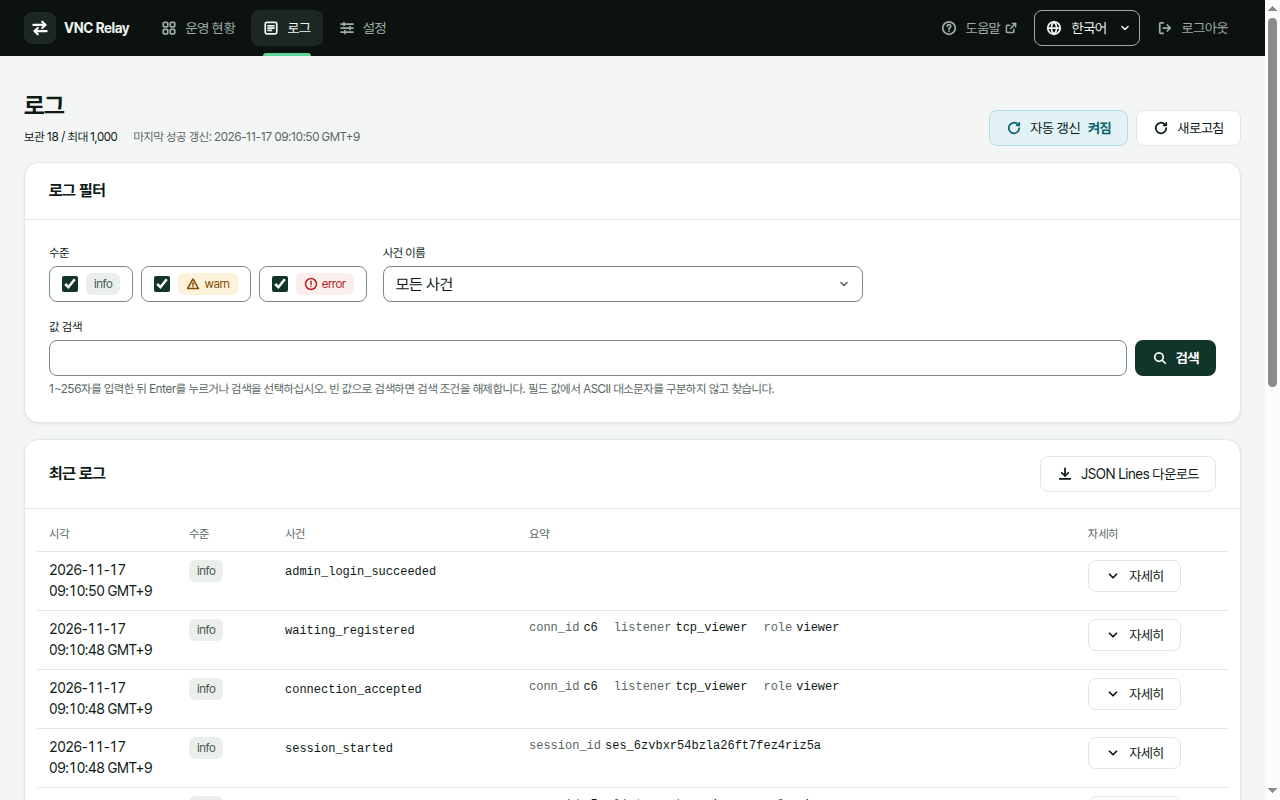 VNC Relay 운영 현황 로그 설정 도움말 한국어 로그아웃
로그
보관 18 / 최대 1,000 마지막 성공 갱신: 2026-11-17 09:10:50 GMT+9
자동 갱신 켜짐 새로고침
로그 필터
수준 사건 이름
info warn error 모든 사건
값 검색
검색
1~256자를 입력한 뒤 Enter를 누르거나 검색을 선택하십시오. 빈 값으로 검색하면 검색 조건을 해제합니다. 필드 값에서 ASCII 대소문자를 구분하지 않고 찾습니다.
최근 로그 JSON Lines 다운로드
시각 수준 사건 요약 자세히
2026-11-17
09:10:50 GMT+9 info admin_login_succeeded 자세히
2026-11-17
09:10:48 GMT+9 info waiting_registered conn_id c6 listener tcp_viewer role viewer 자세히
2026-11-17
09:10:48 GMT+9 info connection_accepted conn_id c6 listener tcp_viewer role viewer 자세히
2026-11-17
09:10:48 GMT+9 info session_started session_id ses_6zvbxr54bzla26ft7fez4riz5a 자세히